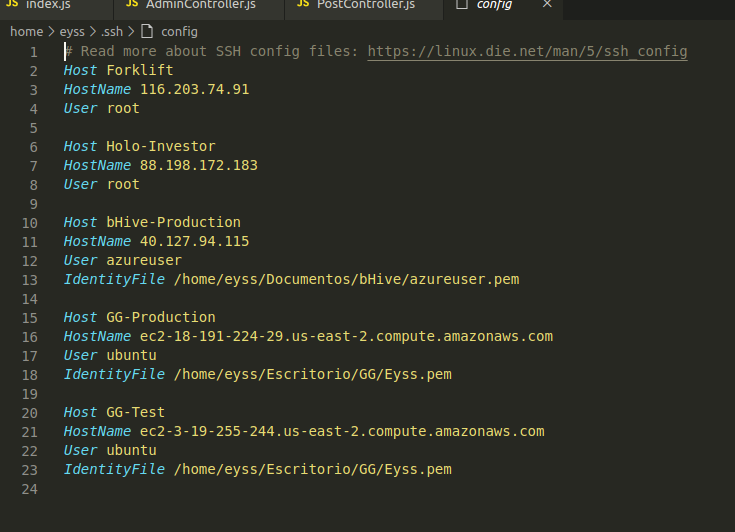 JS index.js JS AdminController.js JS PostController.js config ×
home > eyss > .ssh > config
1 # Read more about SSH config files: https://linux.die.net/man/5/ssh_config
2 Host Forklift
3 HostName 116.203.74.91
4 User root
5
6 Host Holo-Investor
7 HostName 88.198.172.183
8 User root
9
10 Host bHive-Production
11 HostName 40.127.94.115
12 User azureuser
13 IdentityFile /home/eyss/Documentos/bHive/azureuser.pem
14
15 Host GG-Production
16 HostName ec2-18-191-224-29.us-east-2.compute.amazonaws.com
17 User ubuntu
18 IdentityFile /home/eyss/Escritorio/GG/Eyss.pem
19
20 Host GG-Test
21 HostName ec2-3-19-255-244.us-east-2.compute.amazonaws.com
22 User ubuntu
23 IdentityFile /home/eyss/Escritorio/GG/Eyss.pem
24